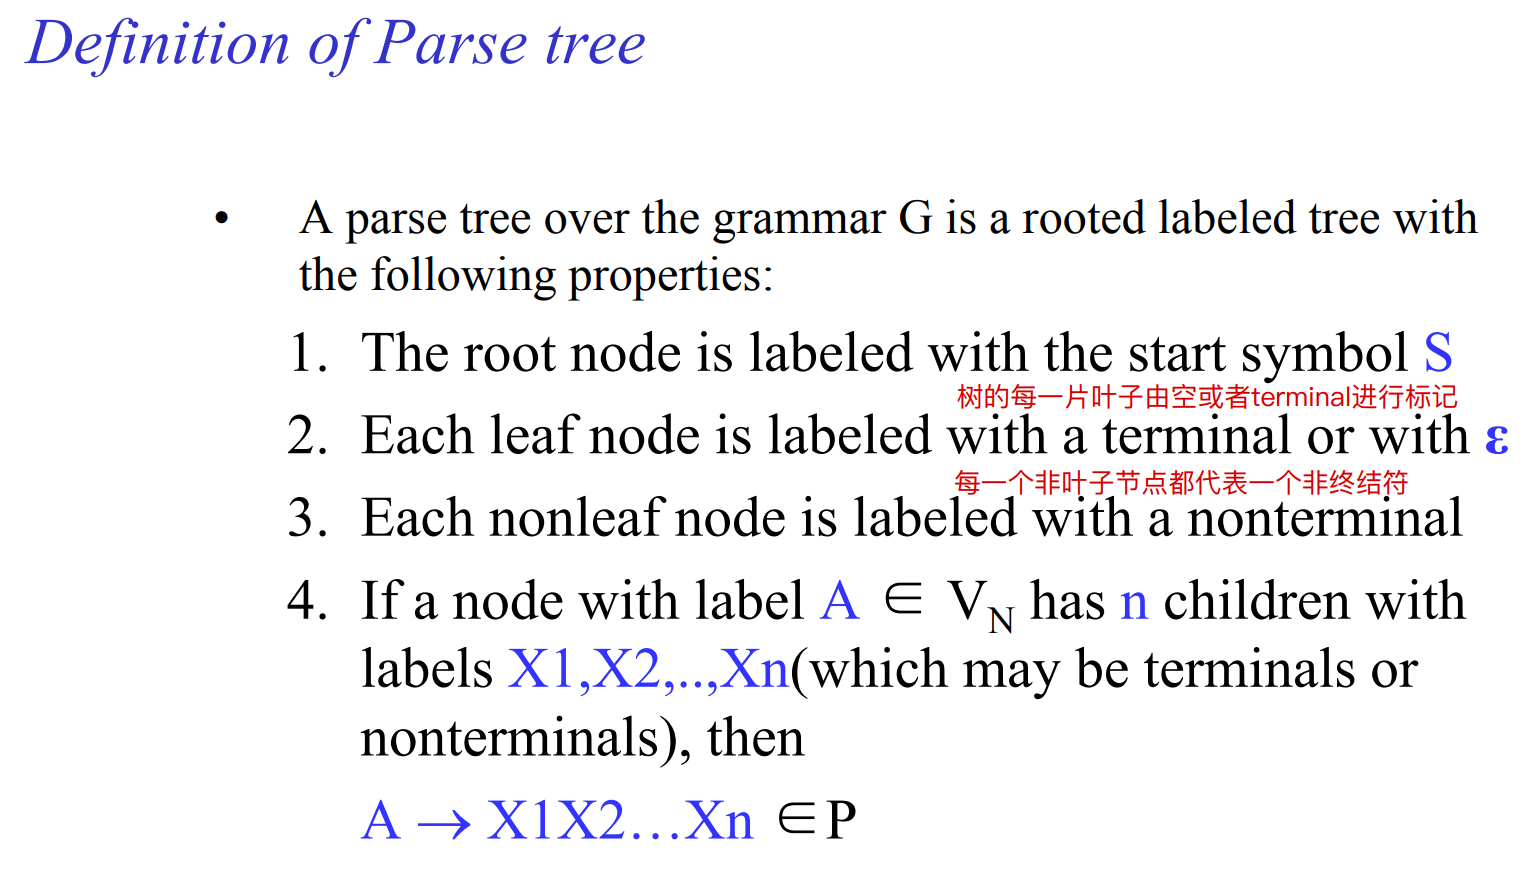 Definition of Parse tree
• A parse tree over the grammar G is a rooted labeled tree with
the following properties:
1. The root node is labeled with the start symbol S
树的每一片叶子由空或者terminal进行标记
2. Each leaf node is labeled with a terminal or with ε
每一个非叶子节点都代表一个非终结符
3. Each nonleaf node is labeled with a nonterminal
4. If a node with label A ∈ V_N has n children with
labels X1,X2,..,Xn(which may be terminals or
nonterminals), then
A → X1X2…Xn ∈P